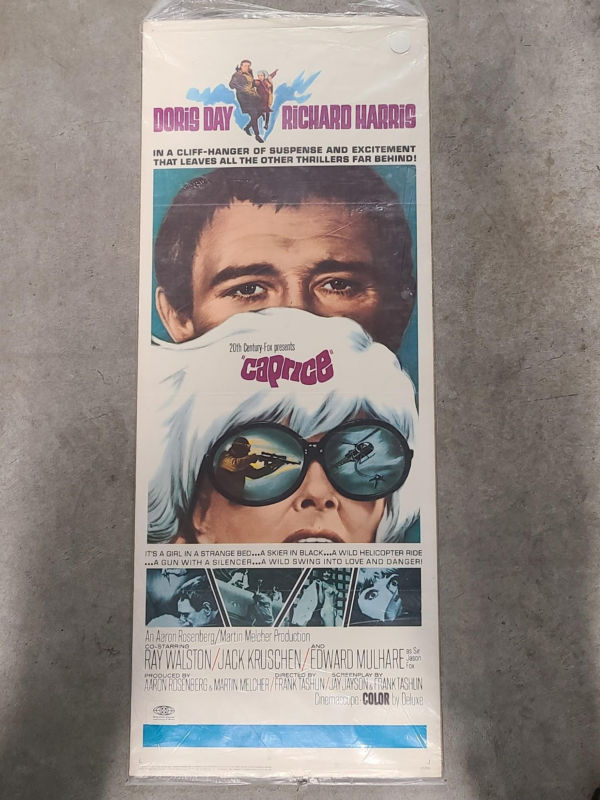 DORIS DAY RICHARD HARRIS
IN A CLIFF-HANGER OF SUSPENSE AND EXCITEMENT
THAT LEAVES ALL THE OTHER THRILLERS FAR BEHIND!
20th Century-Fox presents
"CAPRICE"
IT'S A GIRL IN A STRANGE BED...A SKIER IN BLACK...A WILD HELICOPTER RIDE
...A GUN WITH A SILENCER...A WILD SWING INTO LOVE AND DANGER!
An Aaron Rosenberg/Martin Melcher Production
CO-STARRING AND
RAY WALSTON/JACK KRUSCHEN/EDWARD MULHARE as Sir Jason Fox
PRODUCED BY DIRECTED BY SCREENPLAY BY
AARON ROSENBERG & MARTIN MELCHER/FRANK TASHLIN/JAY JAYSON & FRANK TASHLIN
Cinemascope·COLOR by Deluxe